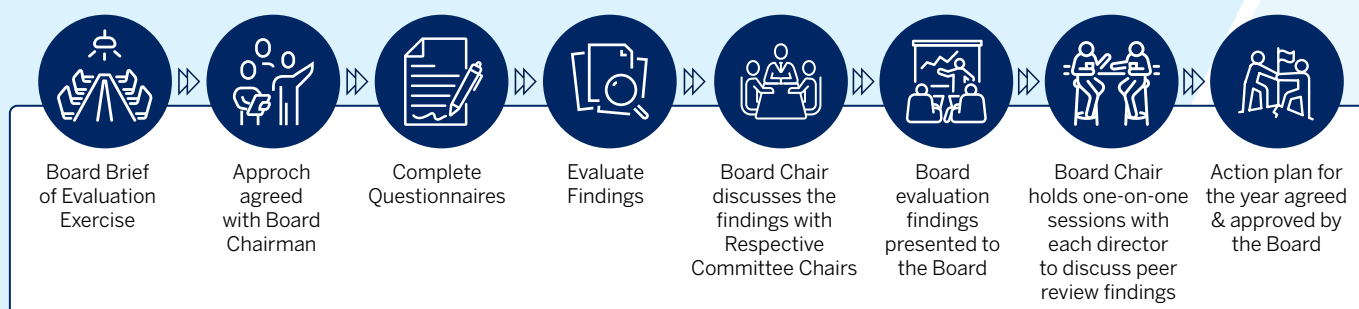 Board Brief
of Evaluation
Exercise
Approch
agreed
with Board
Chairman
Complete
Questionnaires
Evaluate
Findings
Board Chair
discusses the
findings with
Respective
Committee Chairs
Board
evaluation
findings
presented to
the Board
Board Chair
holds one-on-one
sessions with
each director
to discuss peer
review findings
Action plan for
the year agreed
& approved by
the Board